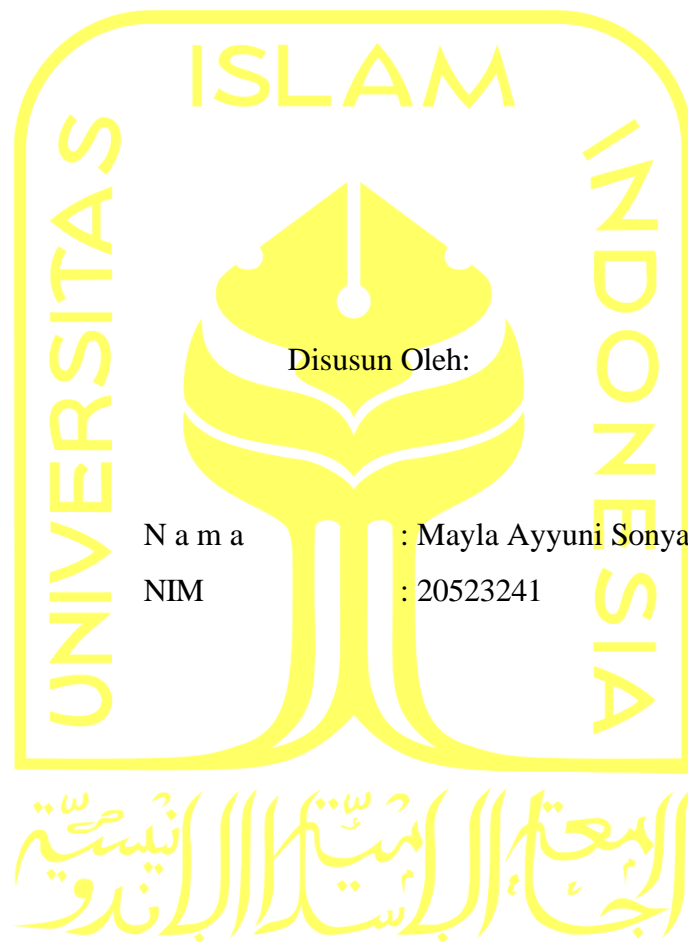 ISLAM
UNIVERSITAS
INDONESIA
Disusun Oleh:
N a m a : Mayla Ayyuni Sonya
NIM : 20523241
الجامعة الإسلامية الإندونيسية